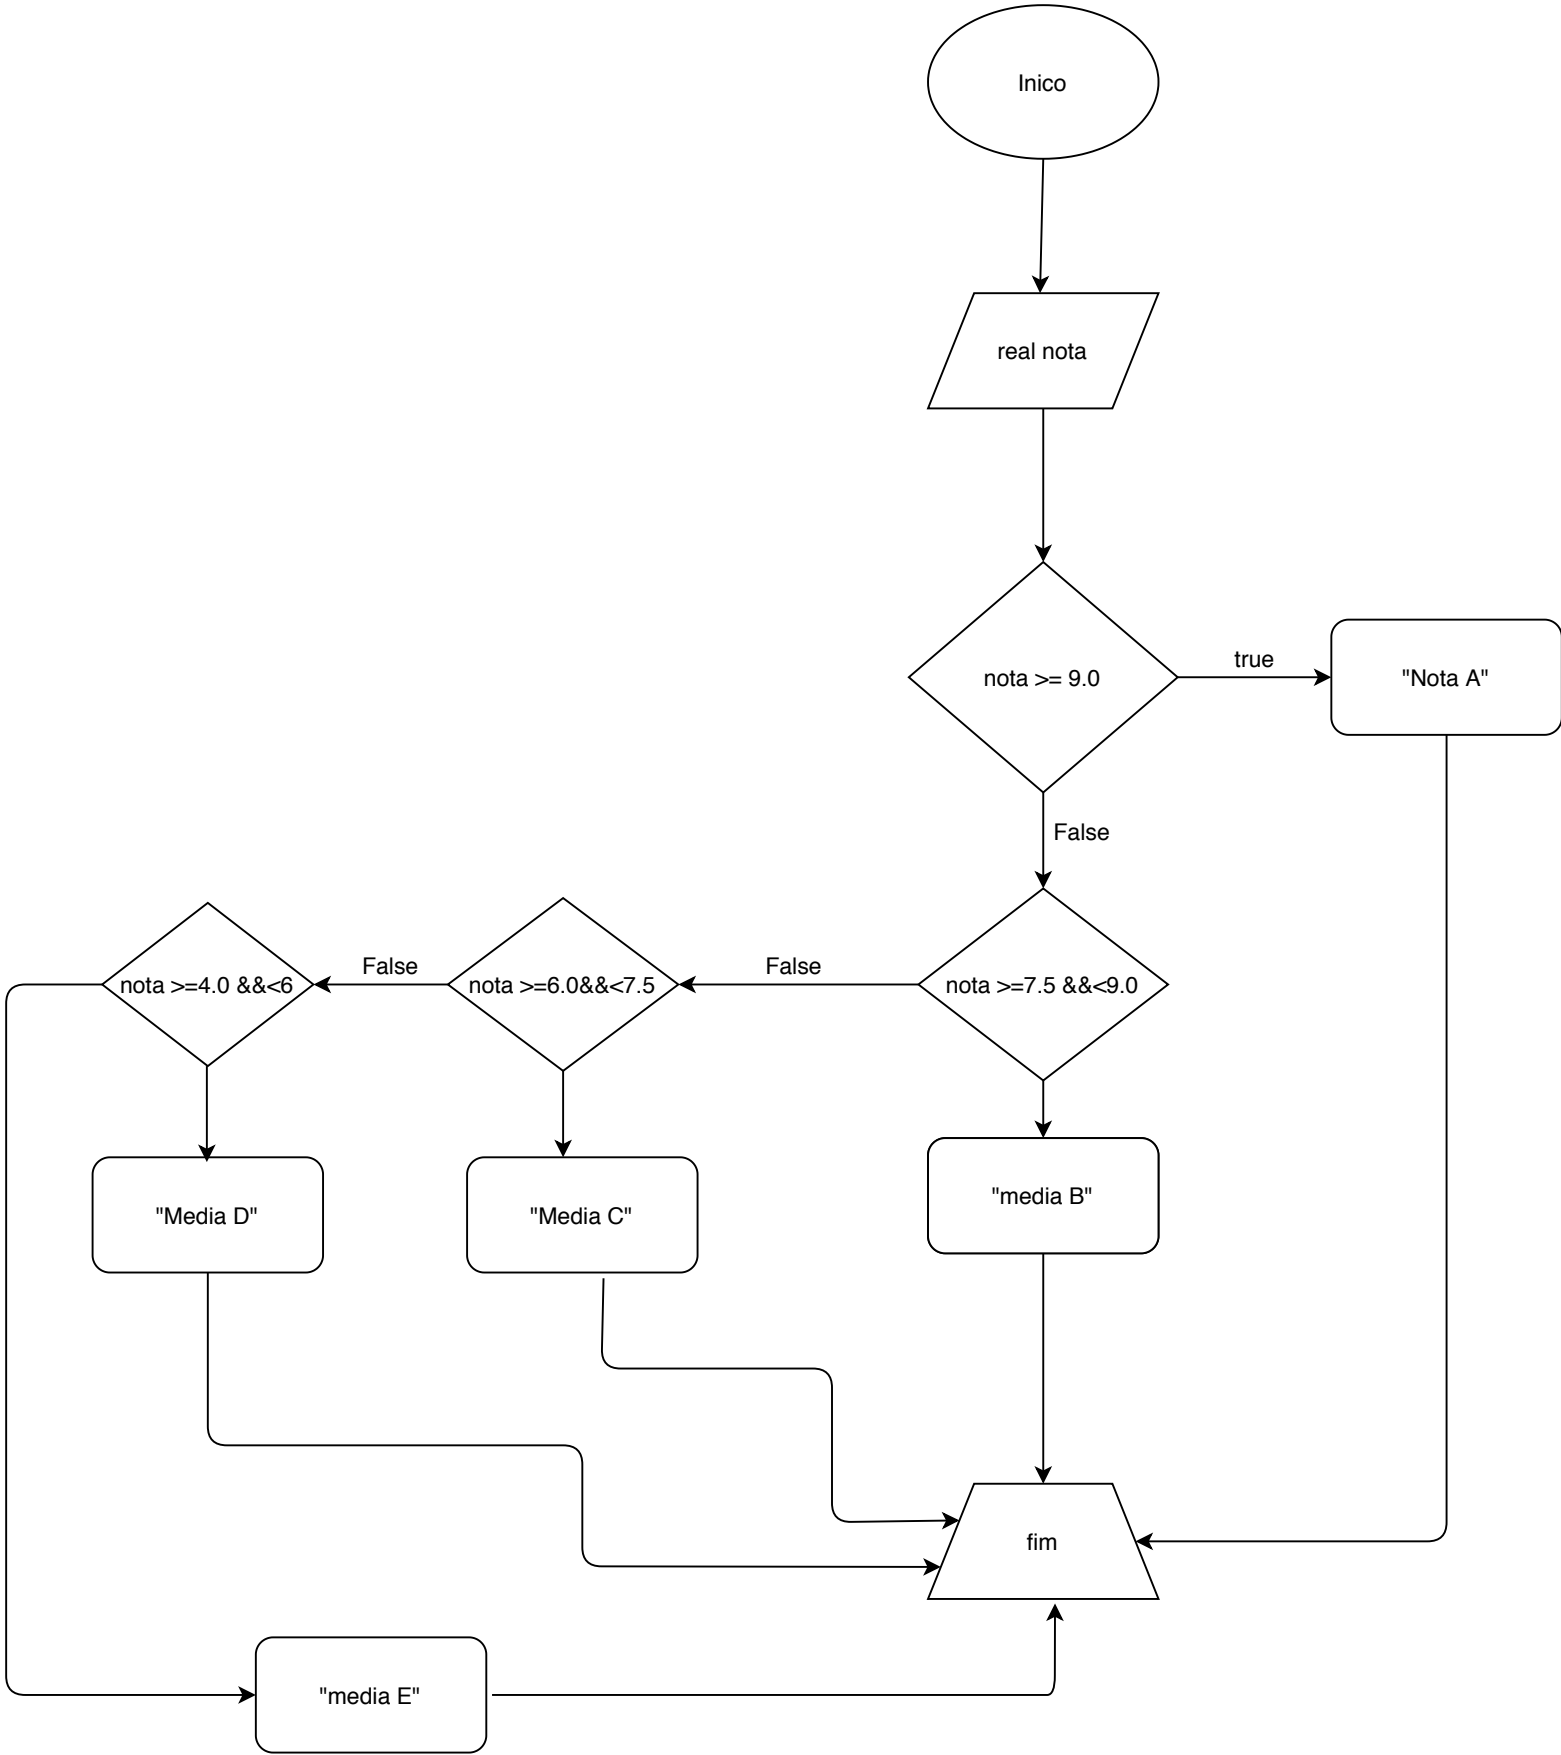 Inico
real nota
nota >= 9.0
true
"Nota A"
False
nota >=4.0 &&<6
False
nota >=6.0&&<7.5
False
nota >=7.5 &&<9.0
"Media D"
"Media C"
"media B"
fim
"media E"